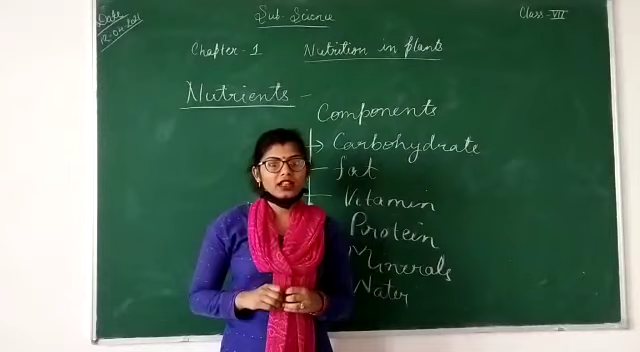 Date
12-04-2021
Sub-Science
Class-VII
Chapter-1 Nutrition in plants
Nutrients -
Components
→ Carbohydrate
- fat
- Vitamin
Protein
Minerals
Water